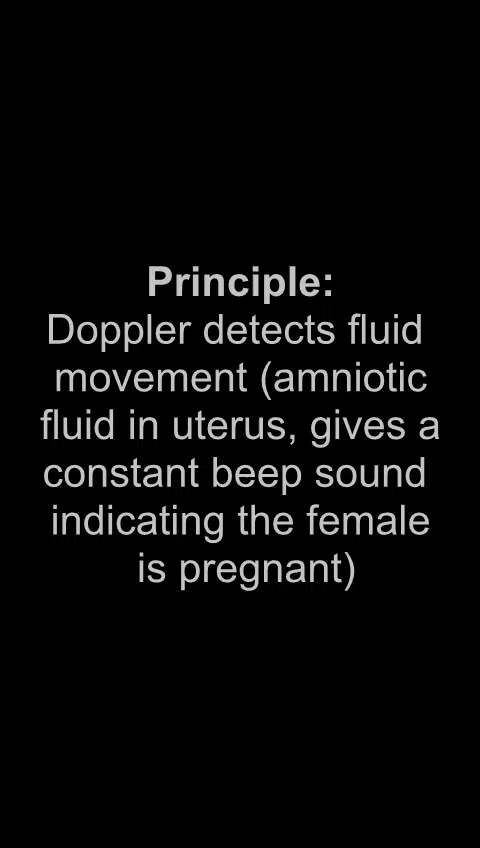 Principle:
Doppler detects fluid
movement (amniotic
fluid in uterus, gives a
constant beep sound
indicating the female
is pregnant)